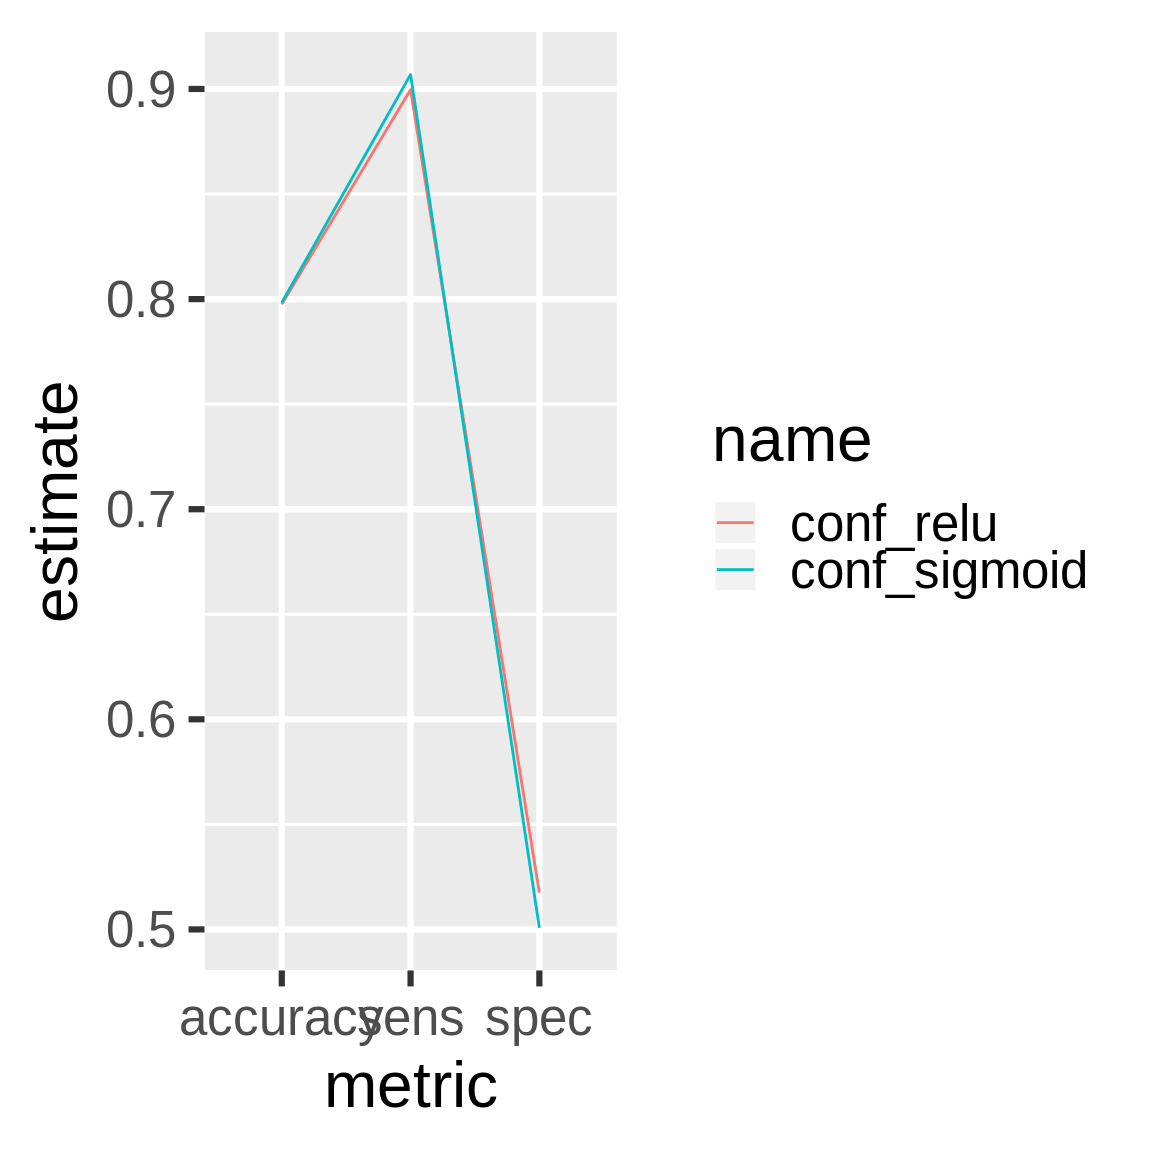 estimate
0.9
0.8
0.7
0.6
0.5
accuracy sens spec
metric
name
conf_relu
conf_sigmoid